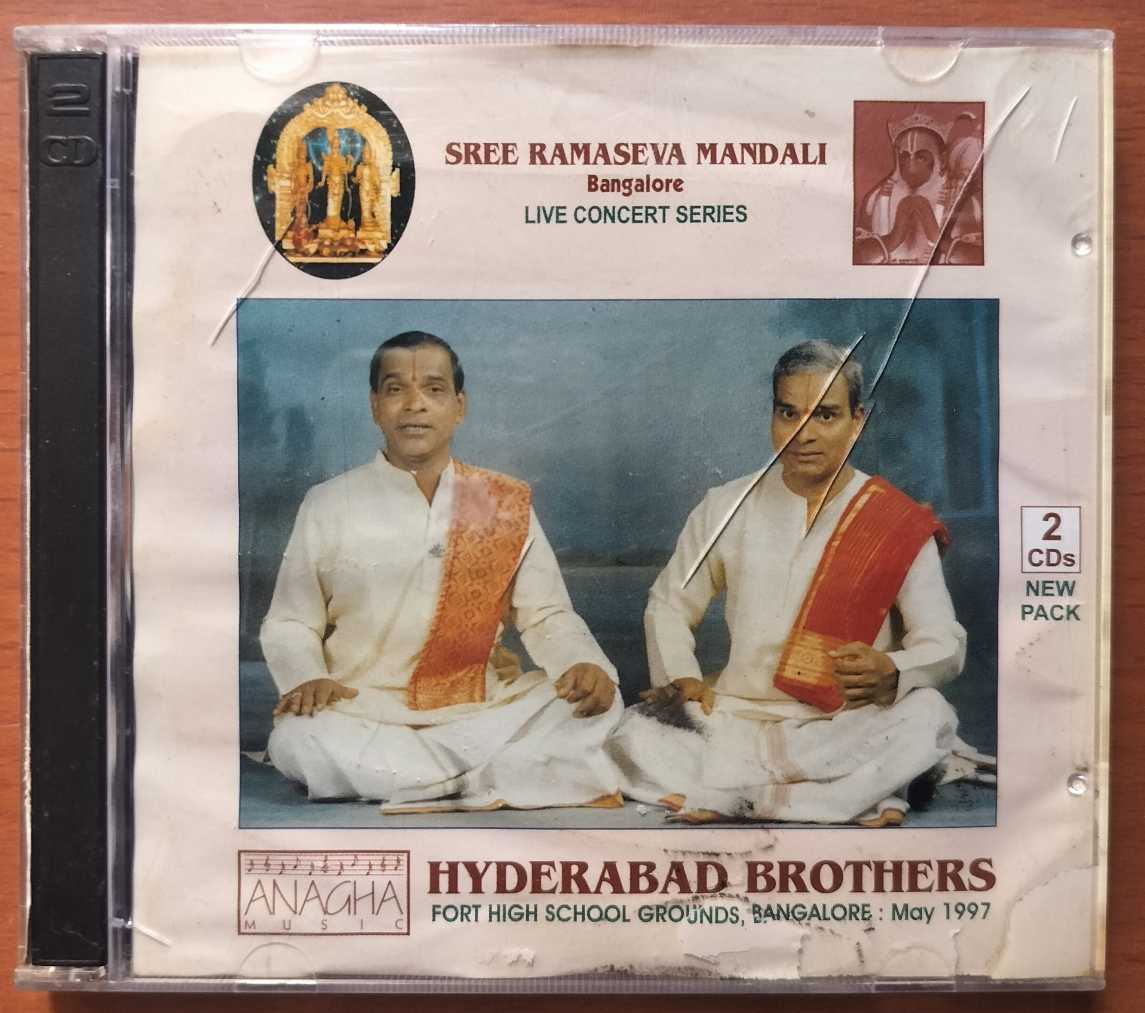 2
CD
SREE RAMASEVA MANDALI
Bangalore
LIVE CONCERT SERIES
2
CDs
NEW
PACK
ANAGHA
MUSIC
HYDERABAD BROTHERS
FORT HIGH SCHOOL GROUNDS, BANGALORE : May 1997